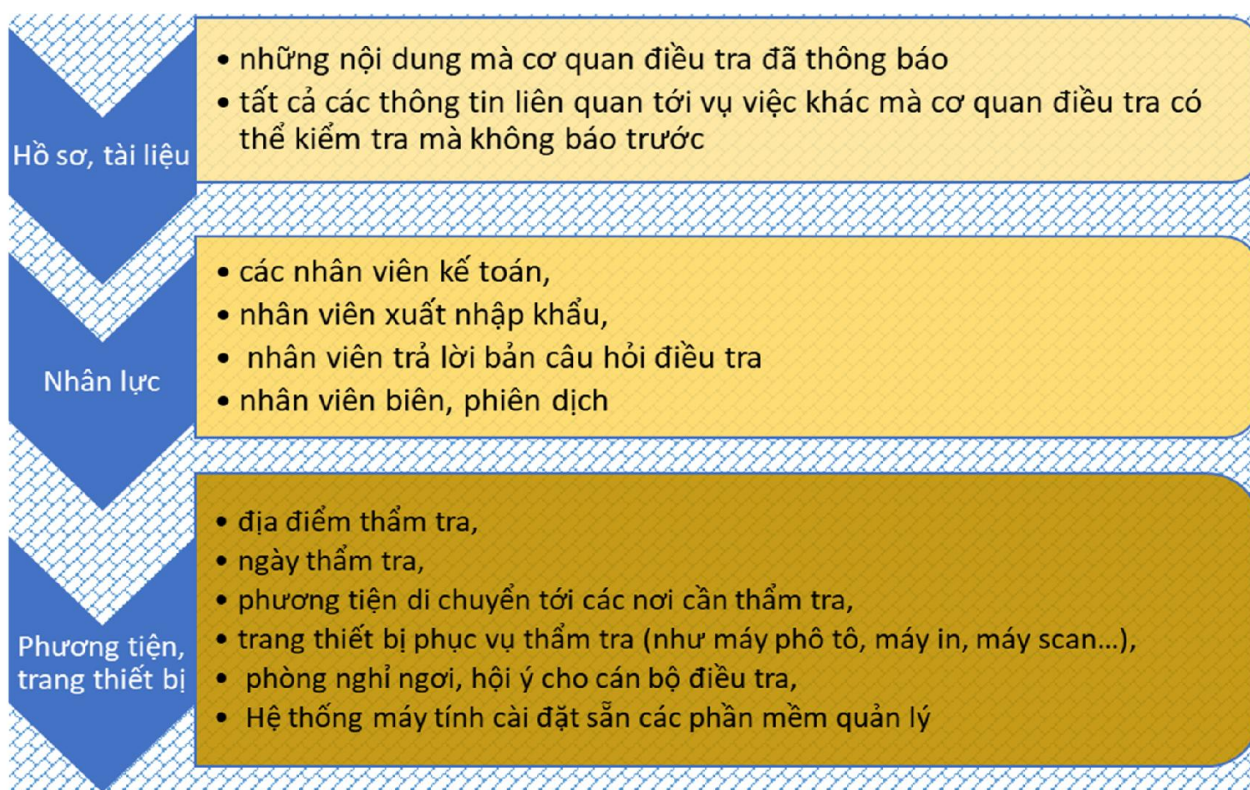 Hồ sơ, tài liệu
• những nội dung mà cơ quan điều tra đã thông báo
• tất cả các thông tin liên quan tới vụ việc khác mà cơ quan điều tra có
thể kiểm tra mà không báo trước
Nhân lực
• các nhân viên kế toán,
• nhân viên xuất nhập khẩu,
• nhân viên trả lời bản câu hỏi điều tra
• nhân viên biên, phiên dịch
Phương tiện,
trang thiết bị
• địa điểm thẩm tra,
• ngày thẩm tra,
• phương tiện di chuyển tới các nơi cần thẩm tra,
• trang thiết bị phục vụ thẩm tra (như máy phô tô, máy in, máy scan...),
• phòng nghỉ ngơi, hội ý cho cán bộ điều tra,
• Hệ thống máy tính cài đặt sẵn các phần mềm quản lý